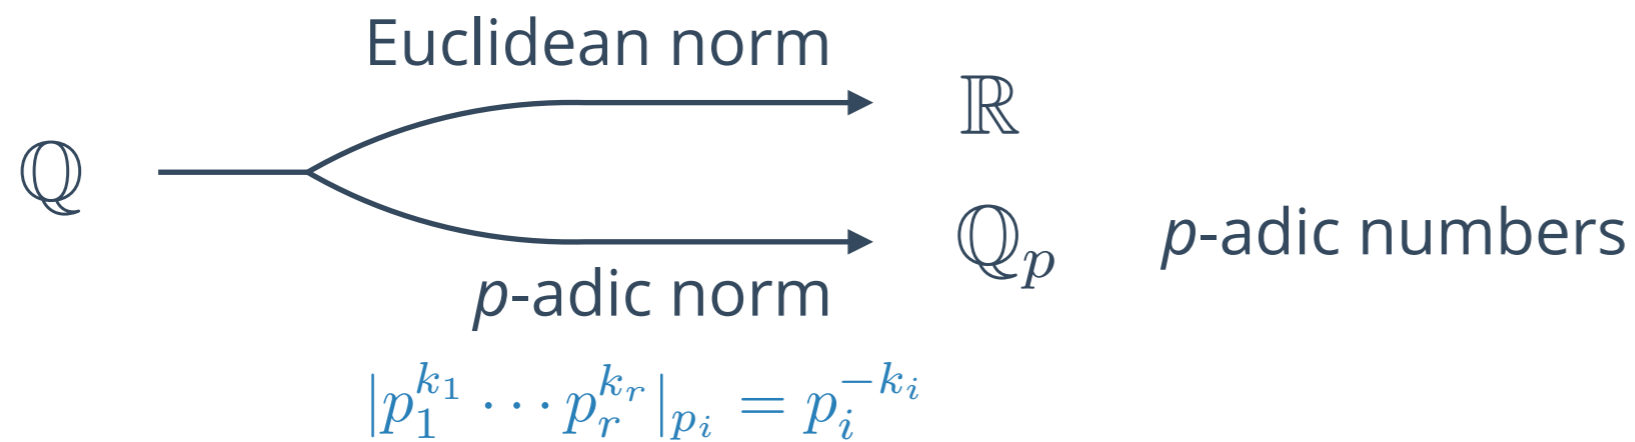 Euclidean norm
ℝ
ℚ
ℚ_p p-adic numbers
p-adic norm
|p_1^{k_1} ⋯ p_r^{k_r}|_{p_i} = p_i^{-k_i}